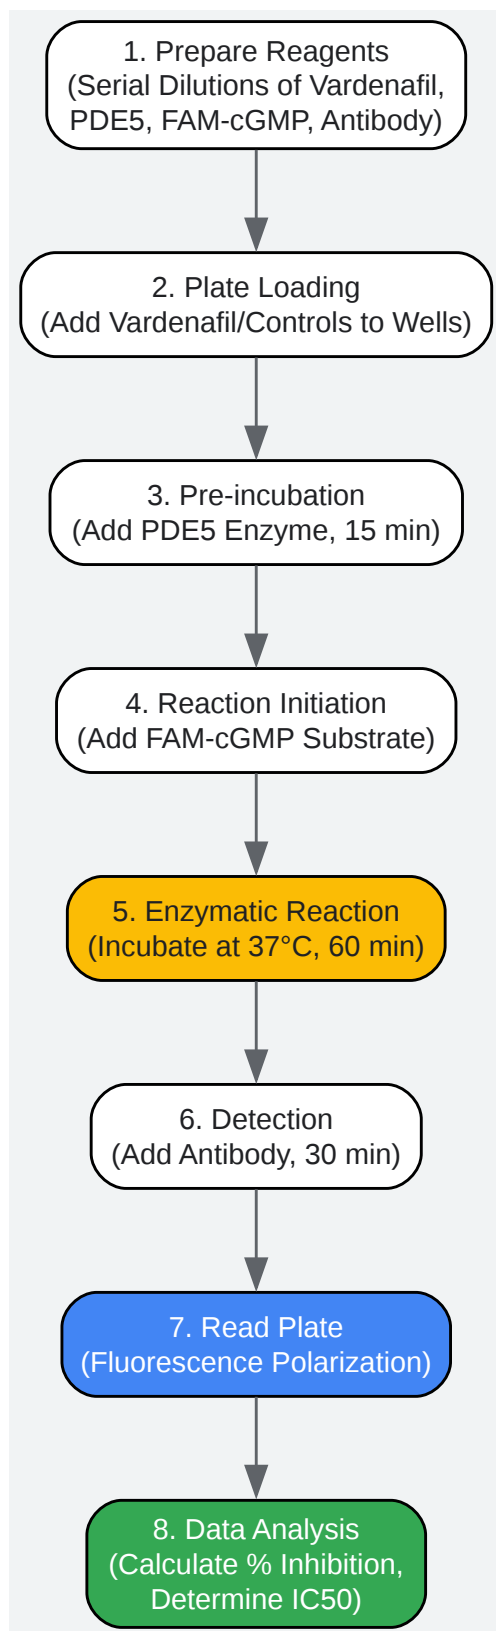 1. Prepare Reagents
(Serial Dilutions of Vardenafil,
PDE5, FAM-cGMP, Antibody)
2. Plate Loading
(Add Vardenafil/Controls to Wells)
3. Pre-incubation
(Add PDE5 Enzyme, 15 min)
4. Reaction Initiation
(Add FAM-cGMP Substrate)
5. Enzymatic Reaction
(Incubate at 37°C, 60 min)
6. Detection
(Add Antibody, 30 min)
7. Read Plate
(Fluorescence Polarization)
8. Data Analysis
(Calculate % Inhibition,
Determine IC50)